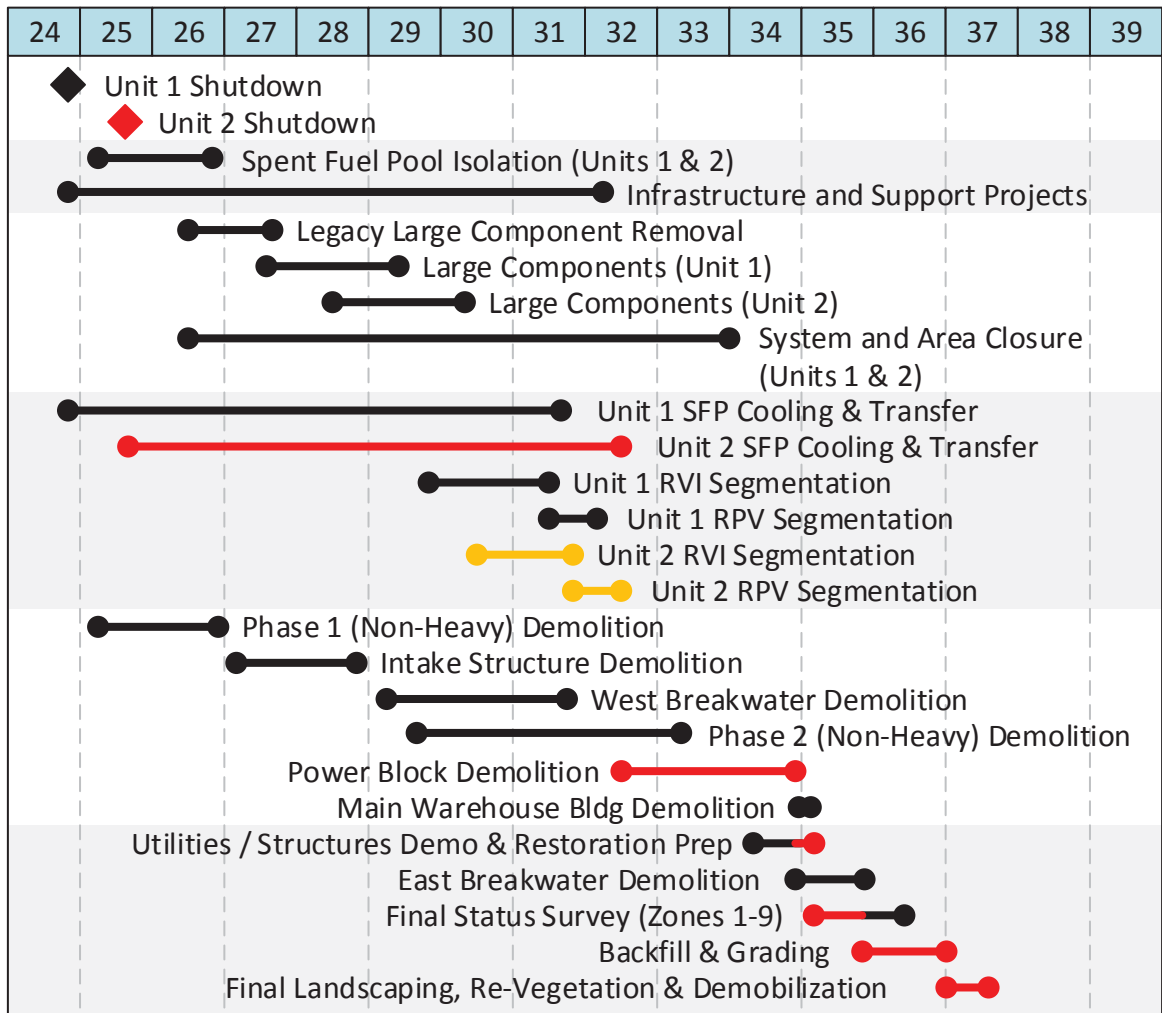 24 25 26 27 28 29 30 31 32 33 34 35 36 37 38 39
Unit 1 Shutdown
Unit 2 Shutdown
Spent Fuel Pool Isolation (Units 1 & 2)
Infrastructure and Support Projects
Legacy Large Component Removal
Large Components (Unit 1)
Large Components (Unit 2)
System and Area Closure
(Units 1 & 2)
Unit 1 SFP Cooling & Transfer
Unit 2 SFP Cooling & Transfer
Unit 1 RVI Segmentation
Unit 1 RPV Segmentation
Unit 2 RVI Segmentation
Unit 2 RPV Segmentation
Phase 1 (Non-Heavy) Demolition
Intake Structure Demolition
West Breakwater Demolition
Phase 2 (Non-Heavy) Demolition
Power Block Demolition
Main Warehouse Bldg Demolition
Utilities / Structures Demo & Restoration Prep
East Breakwater Demolition
Final Status Survey (Zones 1-9)
Backfill & Grading
Final Landscaping, Re-Vegetation & Demobilization